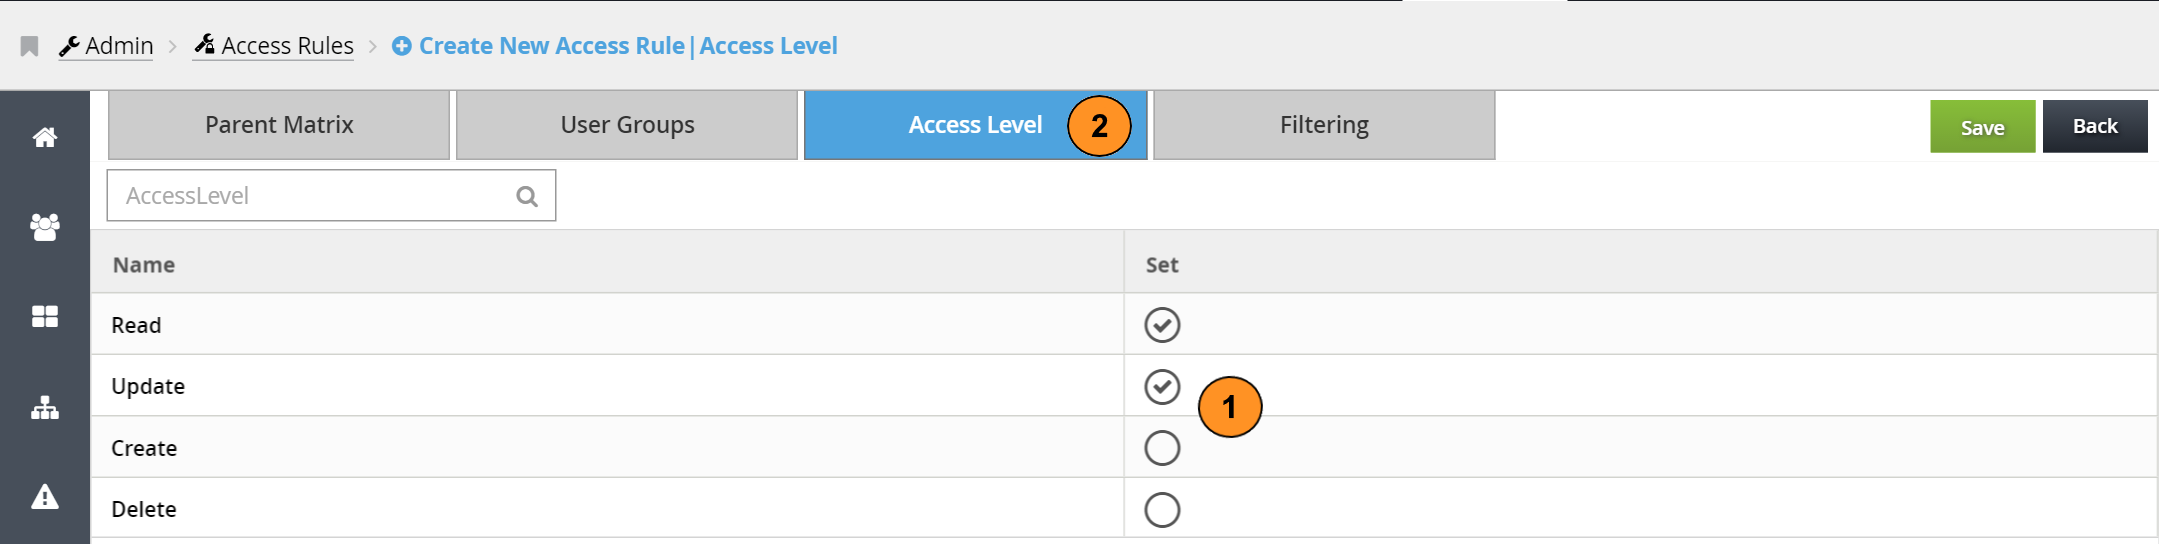 Admin > Access Rules > Create New Access Rule|Access Level
Parent Matrix User Groups Access Level 2 Filtering Save Back
AccessLevel
Name Set
Read
Update
1
Create
Delete